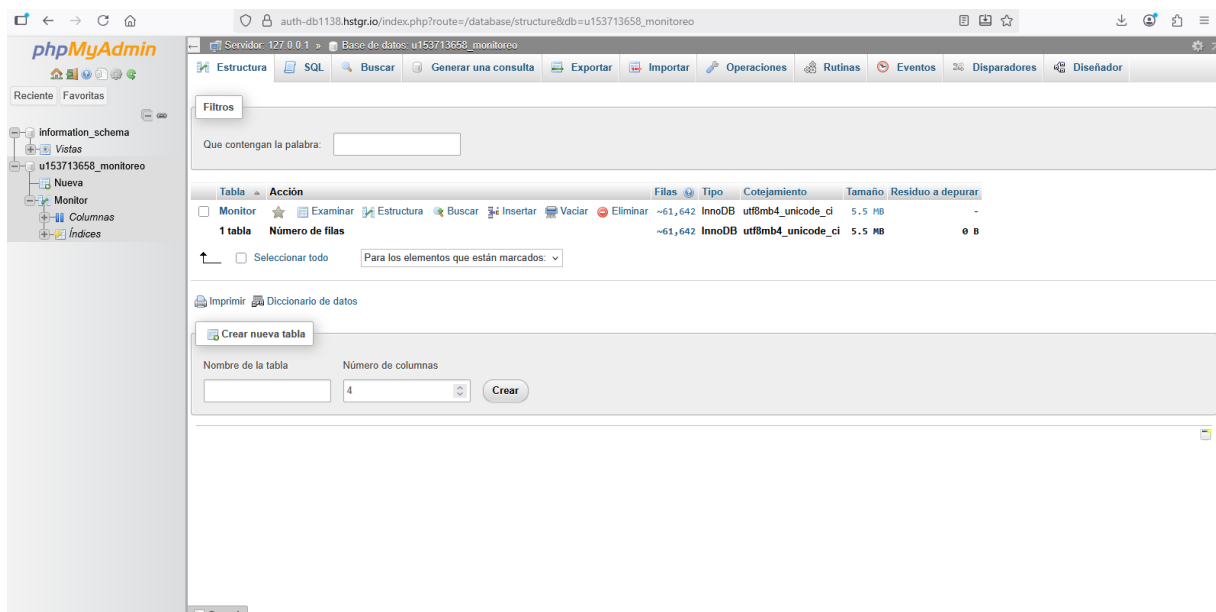 auth-db1138.hstgr.io/index.php?route=/database/structure&db=u153713658_monitoreo
phpMyAdmin
Reciente Favoritas
information_schema
Vistas
u153713658_monitoreo
Nueva
Monitor
Columnas
Índices
Servidor: 127.0.0.1 » Base de datos: u153713658_monitoreo
Estructura SQL Buscar Generar una consulta Exportar Importar Operaciones Rutinas Eventos Disparadores Diseñador
Filtros
Que contengan la palabra:
Tabla Acción Filas Tipo Cotejamiento Tamaño Residuo a depurar
Monitor Examinar Estructura Buscar Insertar Vaciar Eliminar ~61,642 InnoDB utf8mb4_unicode_ci 5.5 MB -
1 tabla Número de filas ~61,642 InnoDB utf8mb4_unicode_ci 5.5 MB 0 B
Seleccionar todo Para los elementos que están marcados:
Imprimir Diccionario de datos
Crear nueva tabla
Nombre de la tabla Número de columnas
4 Crear